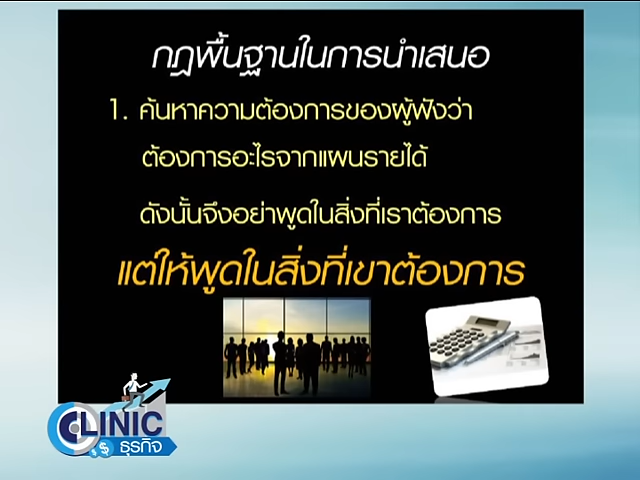 กฎพื้นฐานในการนำเสนอ
1. ค้นหาความต้องการของผู้ฟังว่า
ต้องการอะไรจากแผนรายได้
ดังนั้นจึงอย่าพูดในสิ่งที่เราต้องการ
แต่ให้พูดในสิ่งที่เขาต้องการ
CLINIC
$ $ ธุรกิจ